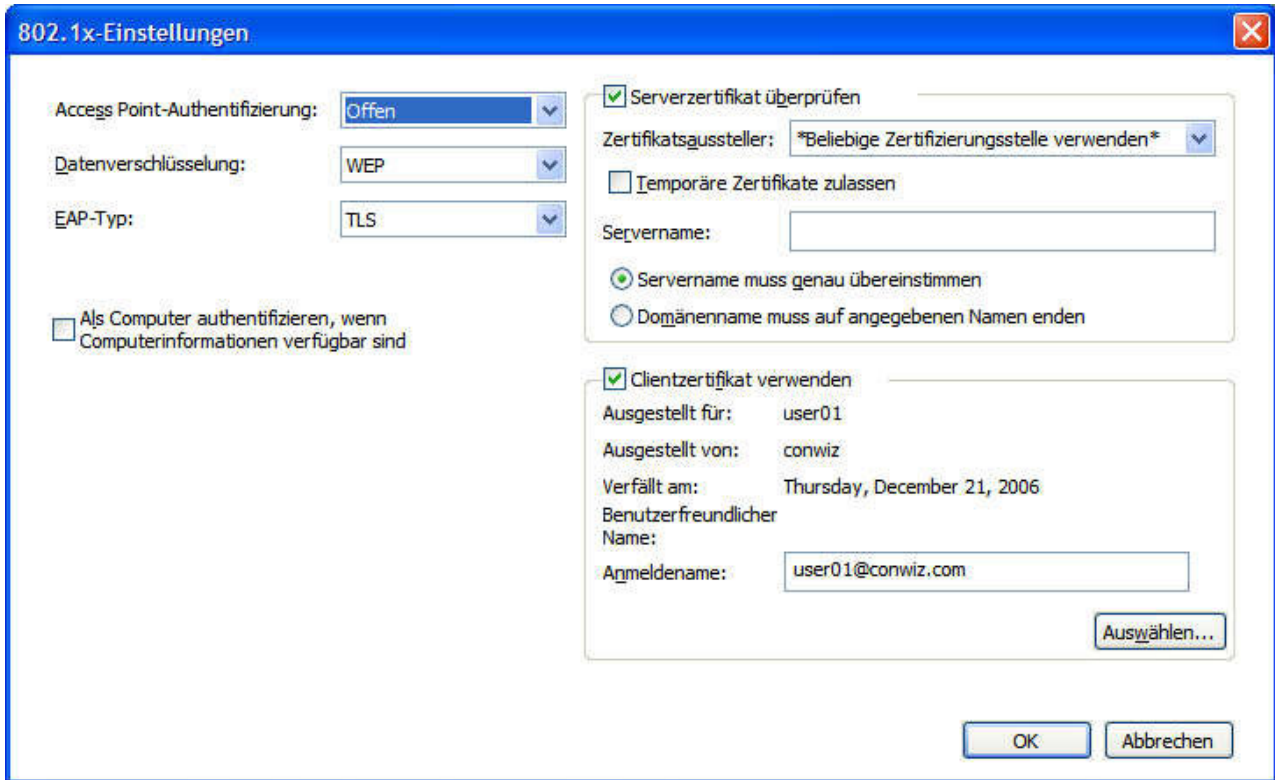 802.1x-Einstellungen
Access Point-Authentifizierung:
Offen
Datenverschlüsselung:
WEP
EAP-Typ:
TLS
Als Computer authentifizieren, wenn
Computerinformationen verfügbar sind
Serverzertifikat überprüfen
Zertifikatsaussteller:
*Beliebige Zertifizierungsstelle verwenden*
Temporäre Zertifikate zulassen
Servername:
Servername muss genau übereinstimmen
Domänenname muss auf angegebenen Namen enden
Clientzertifikat verwenden
Ausgestellt für: user01
Ausgestellt von: conwiz
Verfällt am: Thursday, December 21, 2006
Benutzerfreundlicher
Name:
Anmeldename: user01@conwiz.com
Auswählen...
OK
Abbrechen